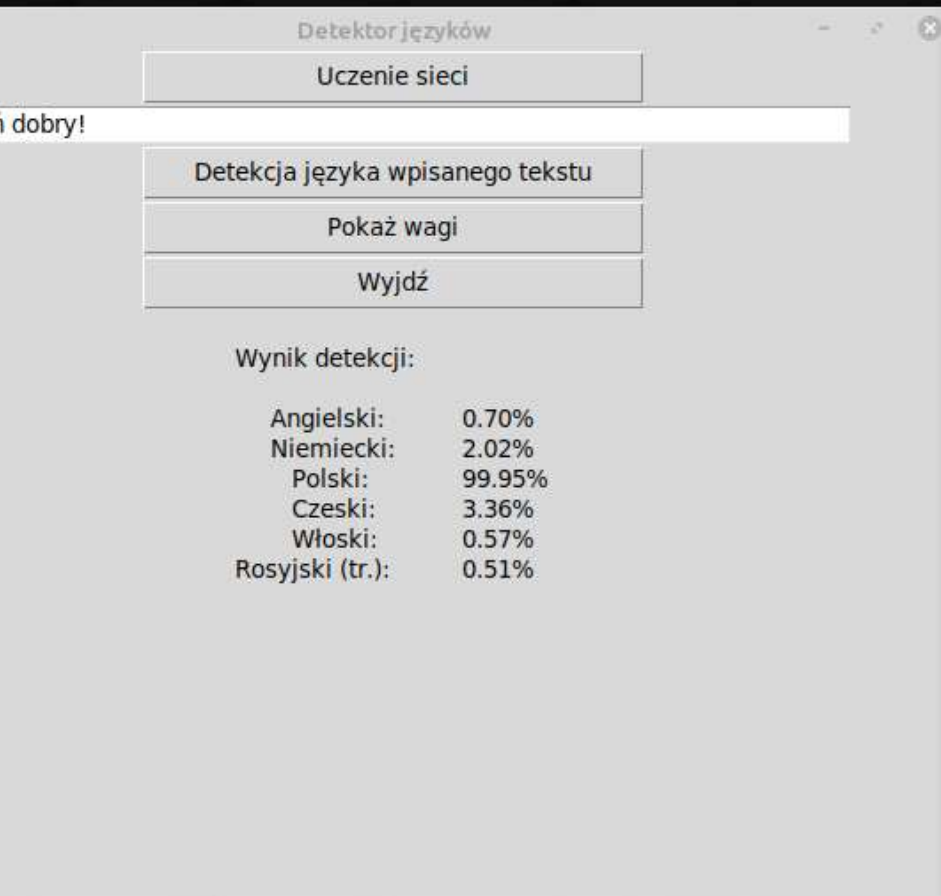 Detektor języków
Uczenie sieci
ń dobry!
Detekcja języka wpisanego tekstu
Pokaż wagi
Wyjdź
Wynik detekcji:
Angielski: 0.70%
Niemiecki: 2.02%
Polski: 99.95%
Czeski: 3.36%
Włoski: 0.57%
Rosyjski (tr.): 0.51%